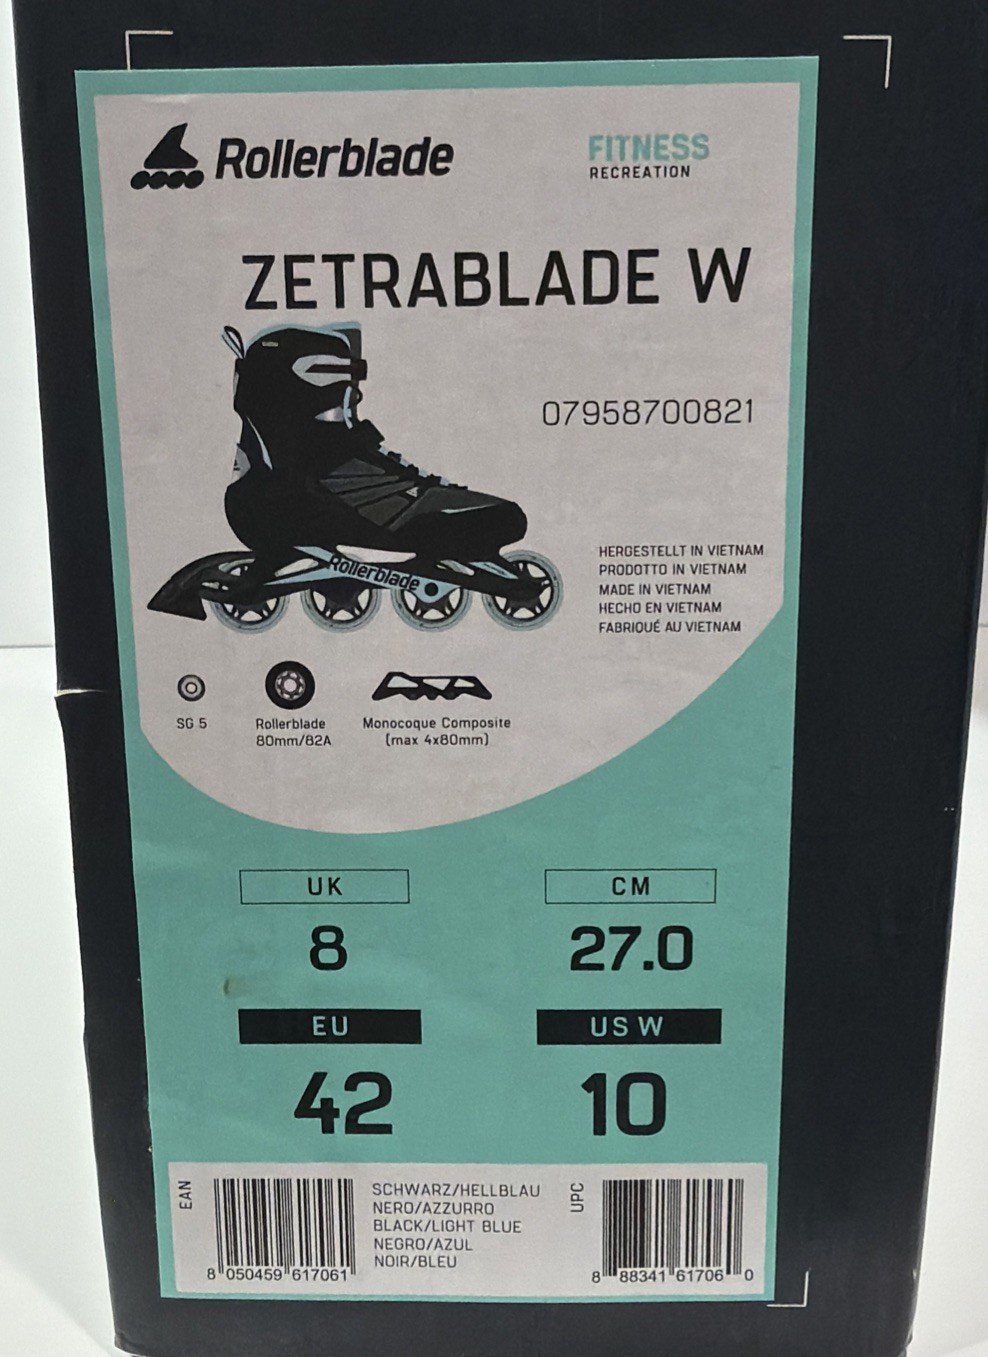 Rollerblade
FITNESS
RECREATION
ZETRABLADE W
07958700821
Rollerblade
HERGESTELLT IN VIETNAM
PRODOTTO IN VIETNAM
MADE IN VIETNAM
HECHO EN VIETNAM
FABRIQUÉ AU VIETNAM
SG 5
Rollerblade
80mm/82A
Monocoque Composite
(max 4x80mm)
UK
8
CM
27.0
EU
42
US W
10
EAN
8 050459 617061
SCHWARZ/HELLBLAU
NERO/AZZURRO
BLACK/LIGHT BLUE
NEGRO/AZUL
NOIR/BLEU
UPC
8 88341 61706 0